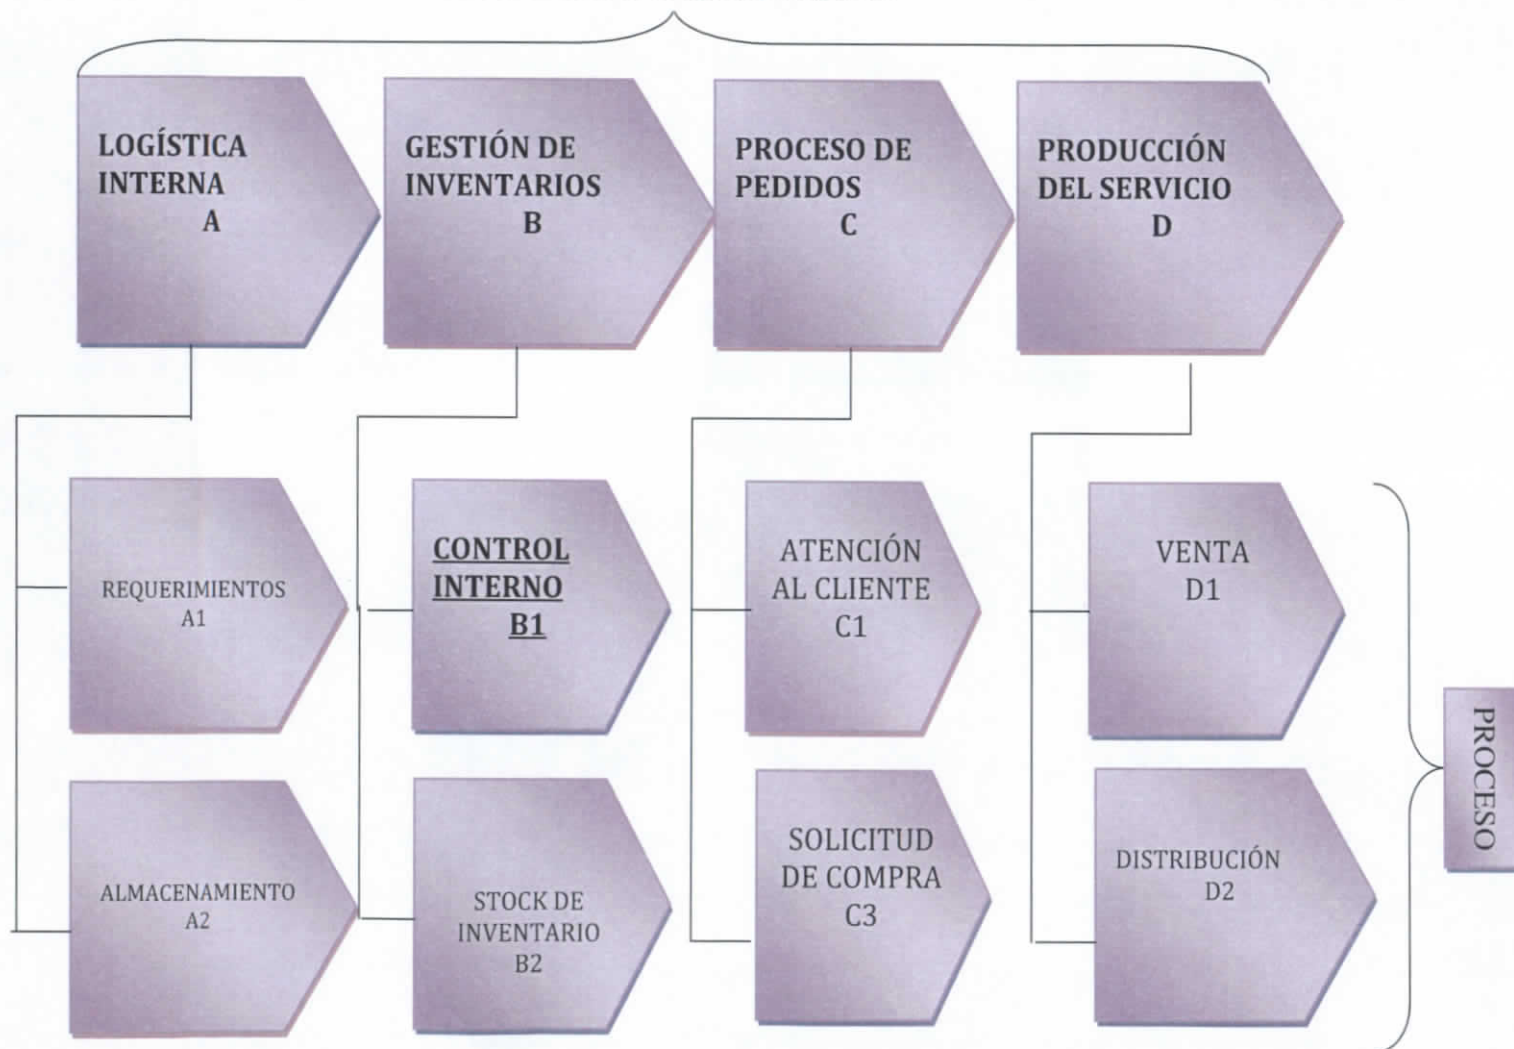 LOGÍSTICA
INTERNA
A
GESTIÓN DE
INVENTARIOS
B
PROCESO DE
PEDIDOS
C
PRODUCCIÓN
DEL SERVICIO
D
REQUERIMIENTOS
A1
CONTROL
INTERNO
B1
ATENCIÓN
AL CLIENTE
C1
VENTA
D1
ALMACENAMIENTO
A2
STOCK DE
INVENTARIO
B2
SOLICITUD
DE COMPRA
C3
DISTRIBUCIÓN
D2
PROCESO